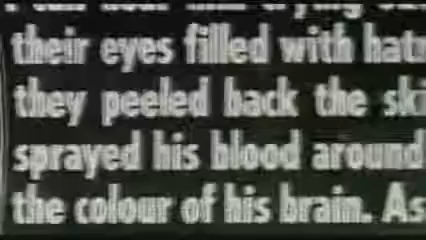 their eyes filled with
they peeled back the
sprayed his blood around
the colour of his brain. As